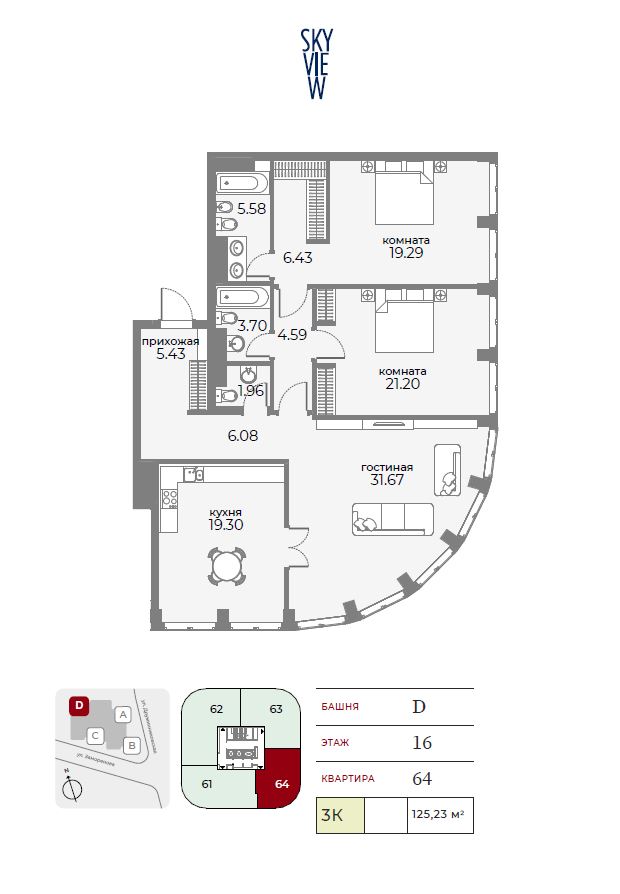 SKY
VIE
W
5.58
6.43
комната
19.29
3.70
4.59
прихожая
5.43
комната
21.20
1.96
6.08
гостиная
31.67
кухня
19.30
D
A
C
B
ул. Дружинниковская
ул. Заморенова
N
62
63
61
64
БАШНЯ D
ЭТАЖ 16
КВАРТИРА 64
3К 125,23 м²